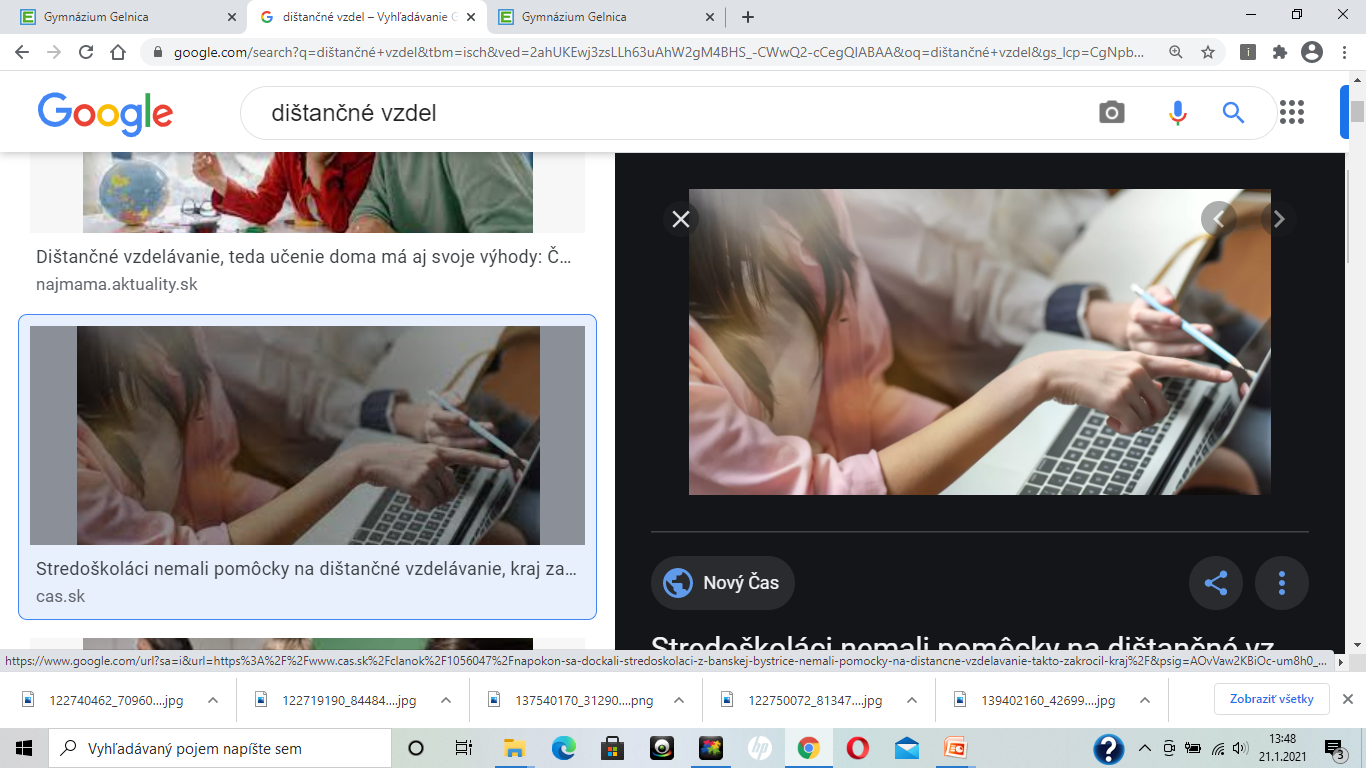 Gymnázium Gelnica
dištančné vzdel – Vyhľadávanie G
Gymnázium Gelnica
google.com/search?q=dištančné+vzdel&tbm=isch&ved=2ahUKEwj3zsLLh63uAhW2gM4BHS_-CWwQ2-cCegQIABAA&oq=dištančné+vzdel&gs_lcp=CgNpb...
Google
dištančné vzdel
Dištančné vzdelávanie, teda učenie doma má aj svoje výhody: Č...
najmama.aktuality.sk
Stredoškoláci nemali pomôcky na dištančné vzdelávanie, kraj za...
cas.sk
Nový Čas
Stredoškoláci nemali pomôcky na dištančné vz
https://www.google.com/url?sa=i&url=https%3A%2F%2Fwww.cas.sk%2Fclanok%2F1056047%2Fnapokon-sa-dockali-stredoskolaci-z-banskej-bystrice-nemali-pomocky-na-distancne-vzdelavanie-takto-zakrocil-kraj%2F&psig=AOvVaw2KBiOc-um8h0_...
122740462_70960....jpg
122719190_84484....jpg
137540170_31290....png
122750072_81347....jpg
139402160_42699....jpg
Zobraziť všetky
Vyhľadávaný pojem napíšte sem
hp
13:48
21.1.2021
3